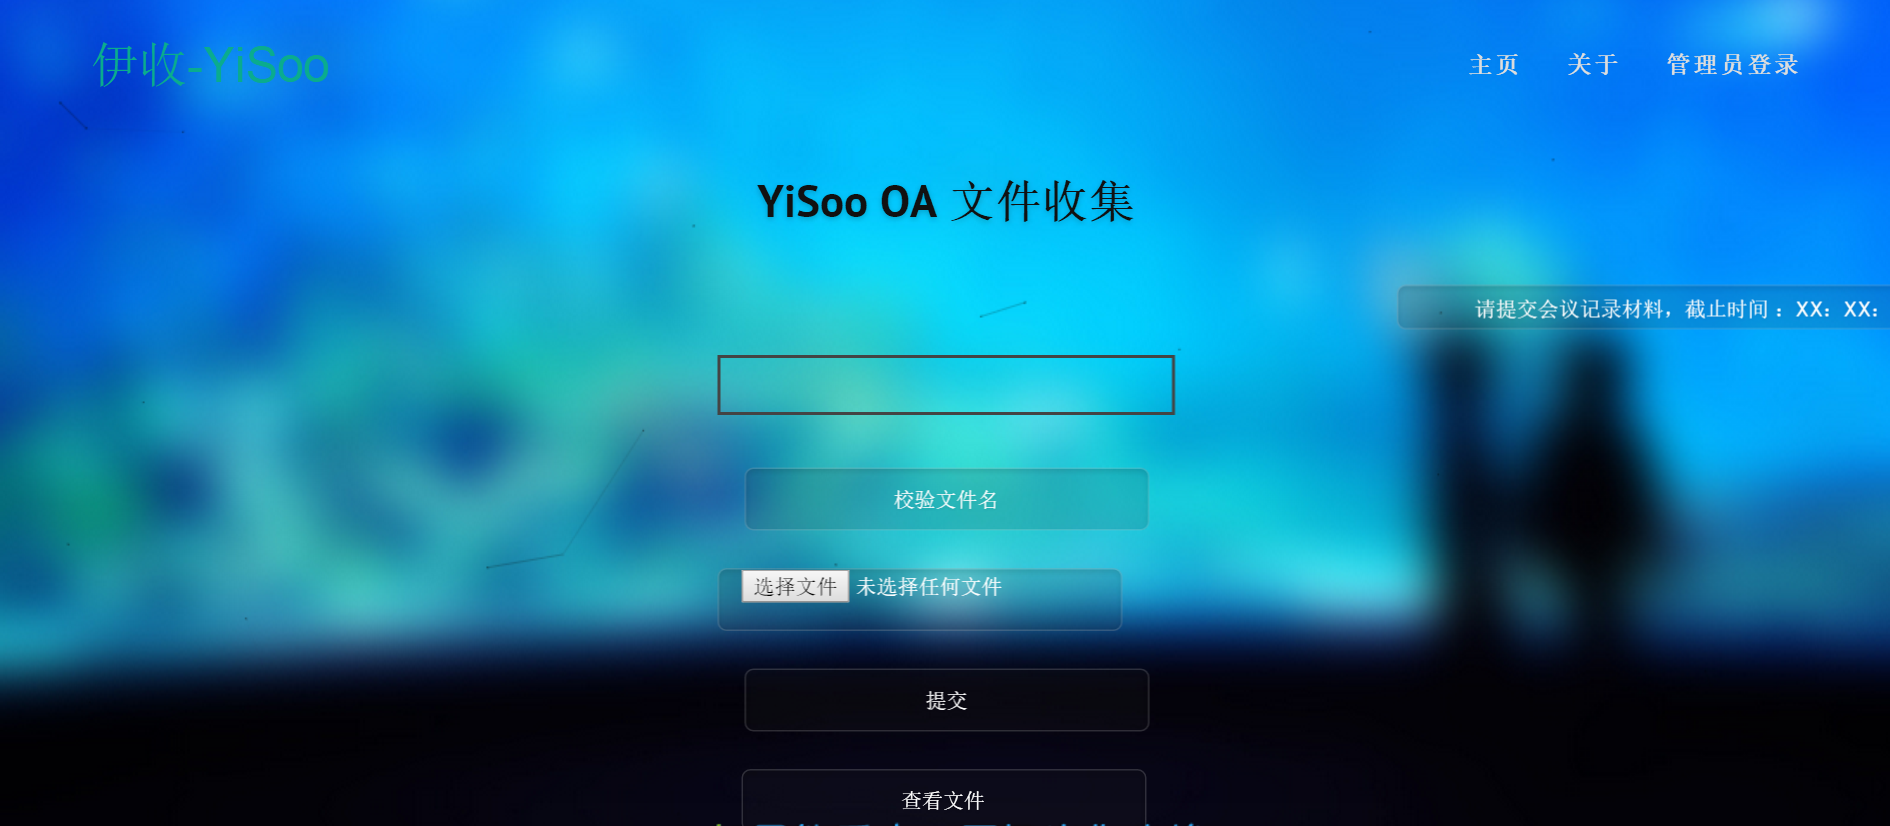 伊收-YiSoo
主页 关于 管理员登录
YiSoo OA 文件收集
请提交会议记录材料，截止时间 ：XX：XX：
校验文件名
选择文件 未选择任何文件
提交
查看文件